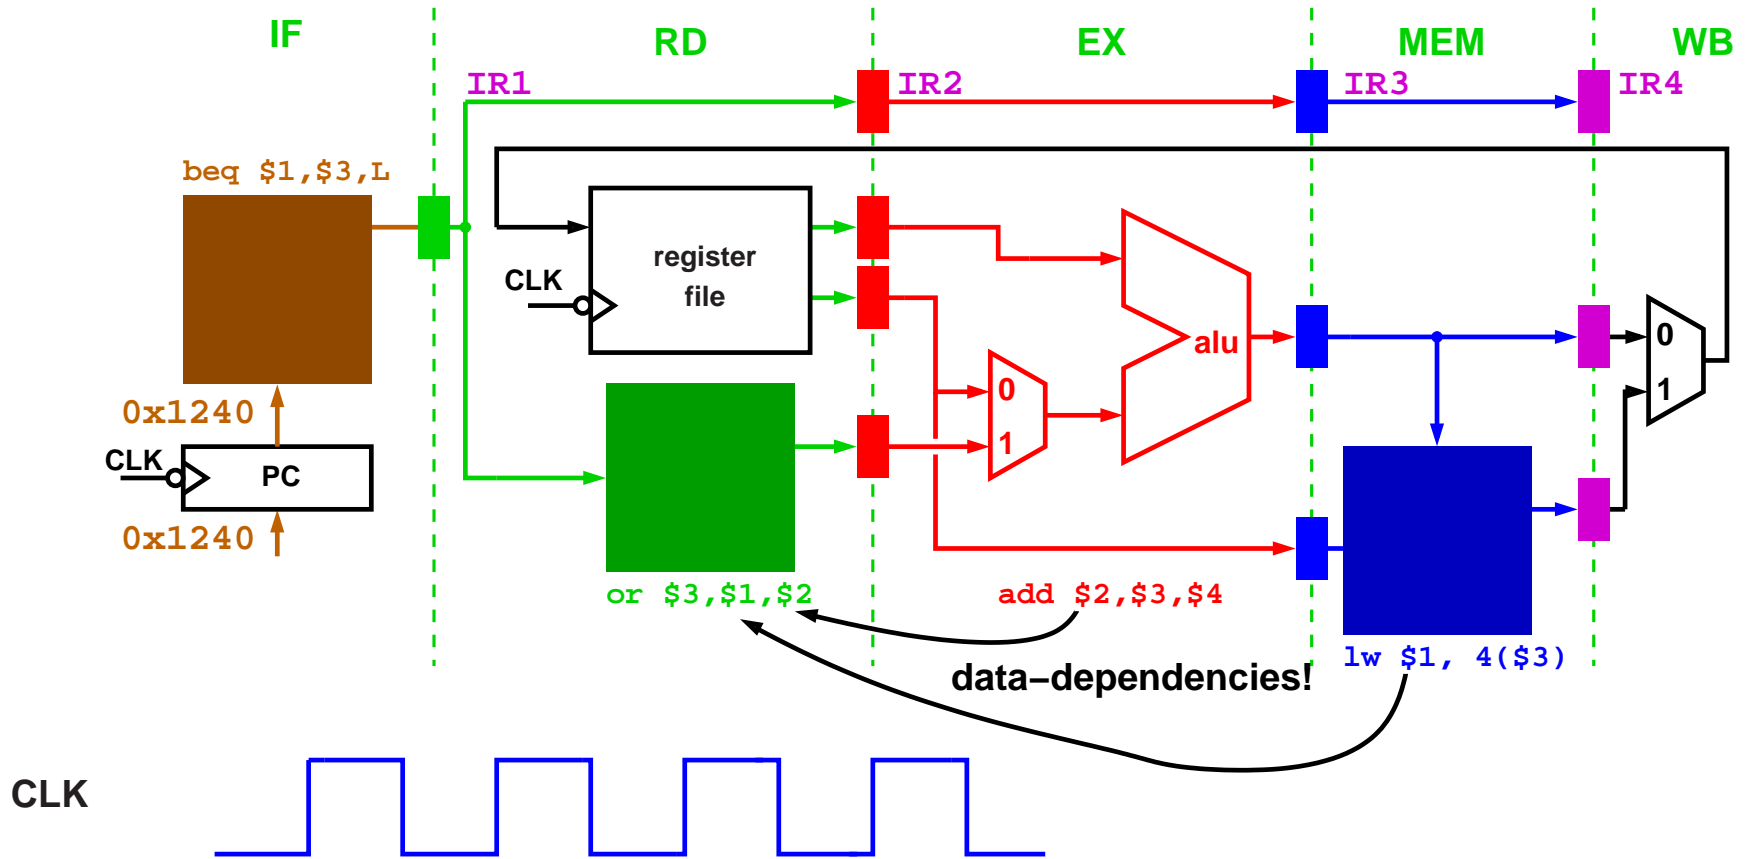 IF
RD
EX
MEM
WB
IR1
IR2
IR3
IR4
beq $1,$3,L
register
file
CLK
alu
0
1
0
1
0x1240
CLK
PC
0x1240
or $3,$1,$2
add $2,$3,$4
lw $1, 4($3)
data–dependencies!
CLK